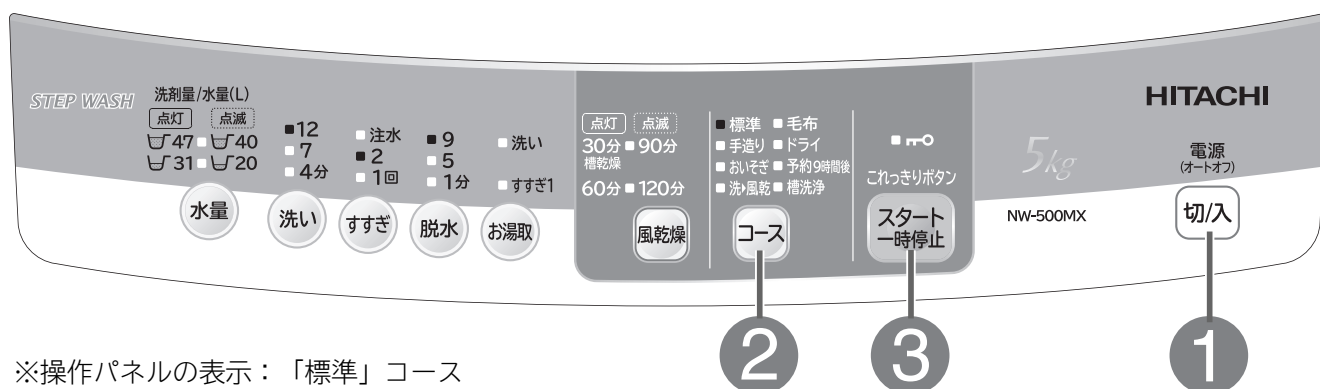 STEP WASH
洗剤量/水量(L)
点灯 点滅
47 40
31 20
水量
12
7
4分
洗い
注水
2
1回
すすぎ
9
5
1分
脱水
洗い
すすぎ1
お湯取
点灯 点滅
30分 90分
槽乾燥
60分 120分
風乾燥
標準 毛布
手造り ドライ
おいそぎ 予約9時間後
洗▶風乾 槽洗浄
コース
これっきりボタン
スタート
一時停止
5kg
NW-500MX
HITACHI
電源
(オートオフ)
切/入
2
3
1
※操作パネルの表示：「標準」コース